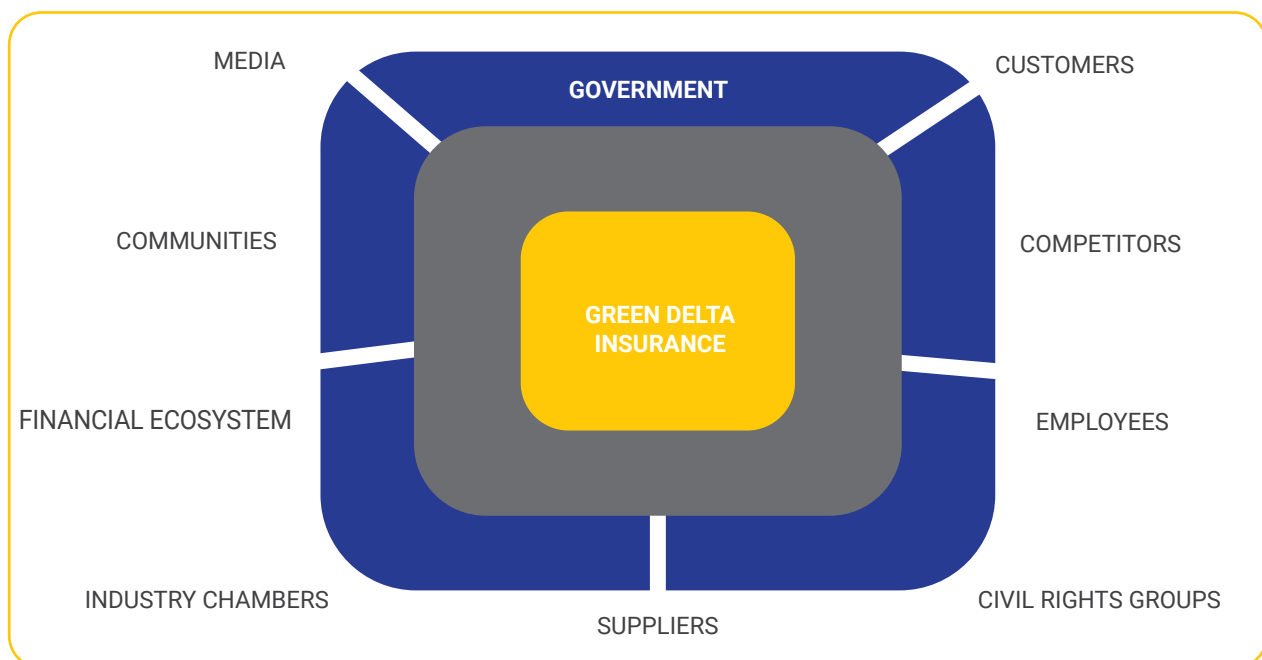 MEDIA
CUSTOMERS
GOVERNMENT
COMMUNITIES
COMPETITORS
GREEN DELTA
INSURANCE
FINANCIAL ECOSYSTEM
EMPLOYEES
INDUSTRY CHAMBERS
CIVIL RIGHTS GROUPS
SUPPLIERS